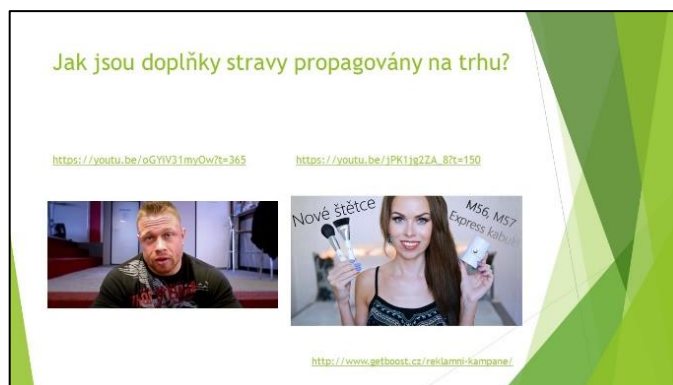 Jak jsou doplňky stravy propagovány na trhu?
https://youtu.be/oGYiV31myOw?t=365
https://youtu.be/jPK1jg2ZA_8?t=150
Nové štětce
M56, M57
Express kabuki
http://www.getboost.cz/reklamni-kampane/